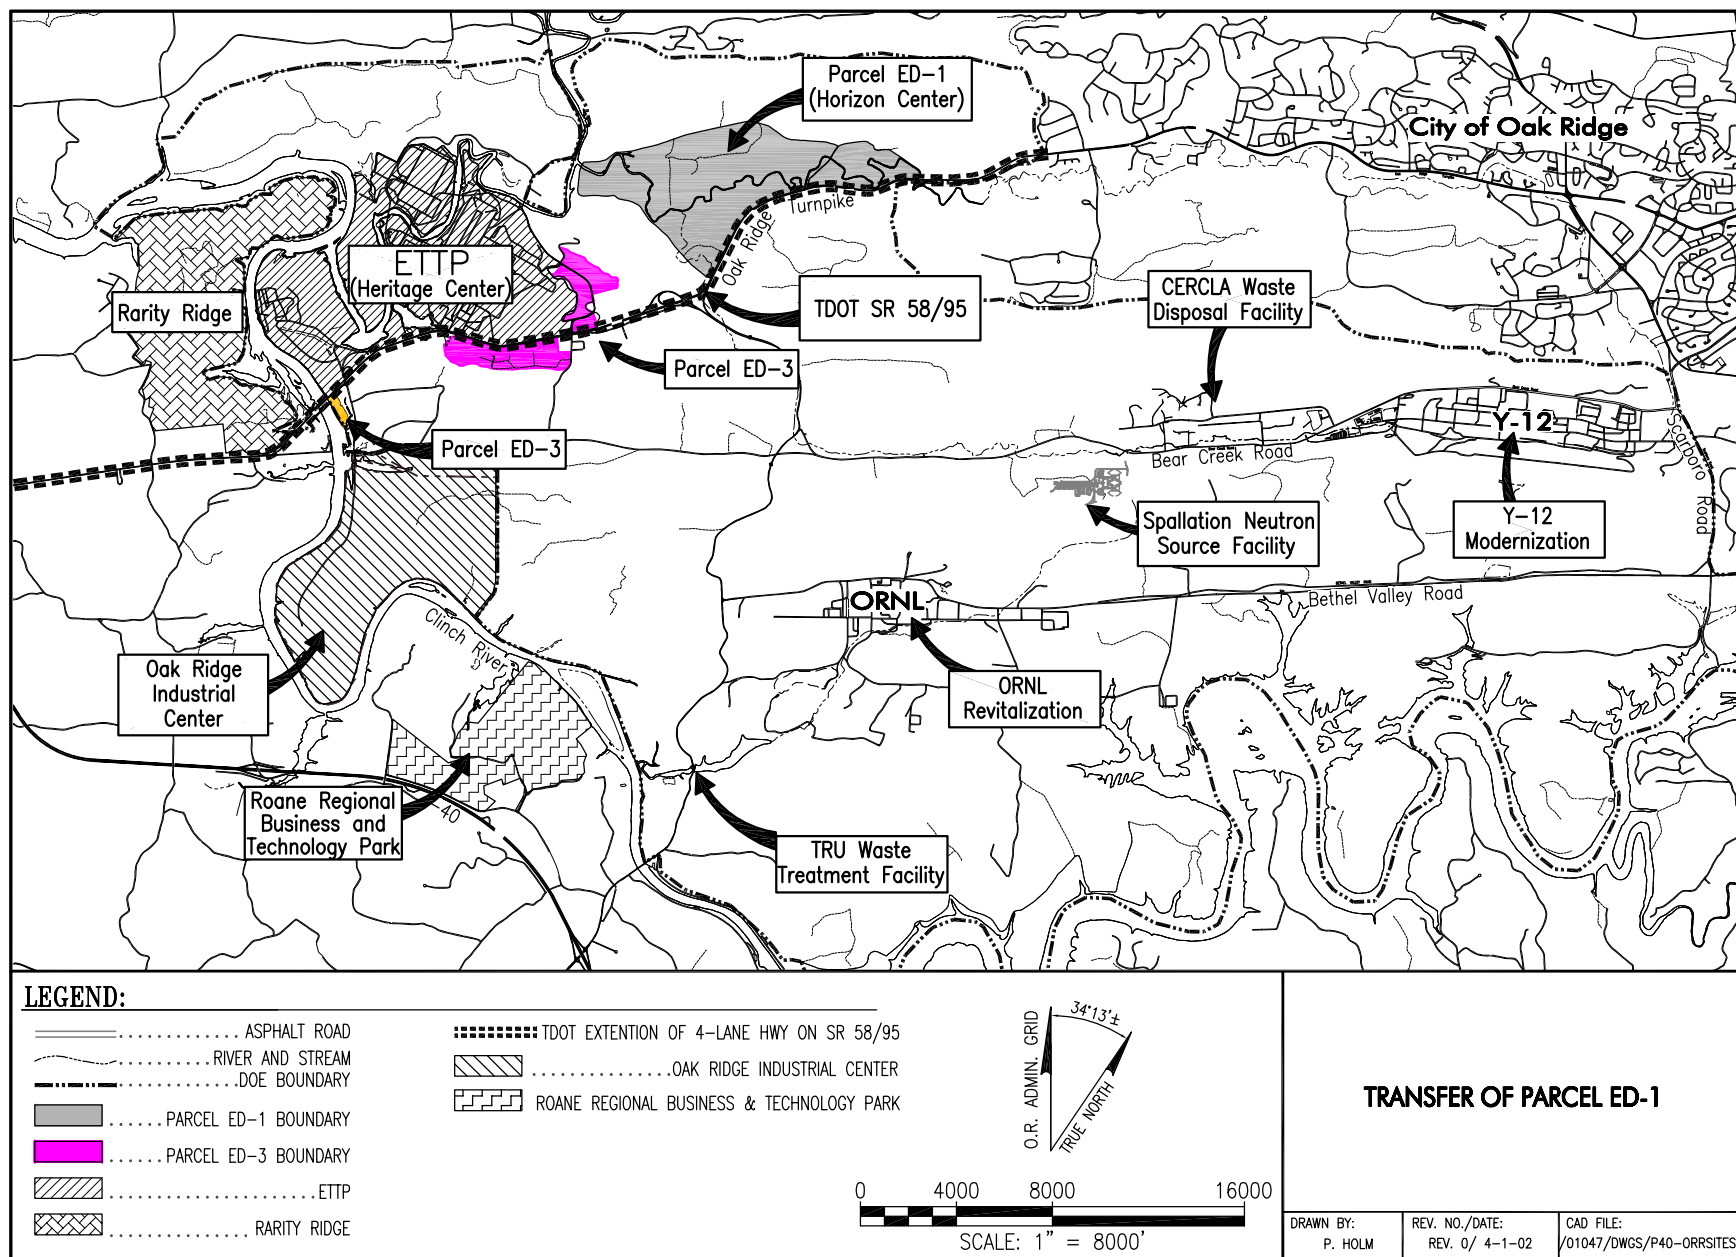 Parcel ED-1
(Horizon Center)
City of Oak Ridge
Oak Ridge Turnpike
ETTP
(Heritage Center)
Rarity Ridge
TDOT SR 58/95
CERCLA Waste
Disposal Facility
Parcel ED-3
Parcel ED-3
Y-12
Bear Creek Road
Scarboro Road
Spallation Neutron
Source Facility
Y-12
Modernization
ORNL
Bethel Valley Road
Clinch River
Oak Ridge
Industrial
Center
ORNL
Revitalization
Roane Regional
Business and
Technology Park
I-40
TRU Waste
Treatment Facility
LEGEND:
ASPHALT ROAD
RIVER AND STREAM
DOE BOUNDARY
PARCEL ED-1 BOUNDARY
PARCEL ED-3 BOUNDARY
ETTP
RARITY RIDGE
TDOT EXTENTION OF 4-LANE HWY ON SR 58/95
OAK RIDGE INDUSTRIAL CENTER
ROANE REGIONAL BUSINESS & TECHNOLOGY PARK
O.R. ADMIN. GRID
34°13'±
TRUE NORTH
0 4000 8000 16000
SCALE: 1" = 8000'
TRANSFER OF PARCEL ED-1
DRAWN BY:
P. HOLM
REV. NO./DATE:
REV. 0/ 4-1-02
CAD FILE:
/01047/DWGS/P40-ORRSITES